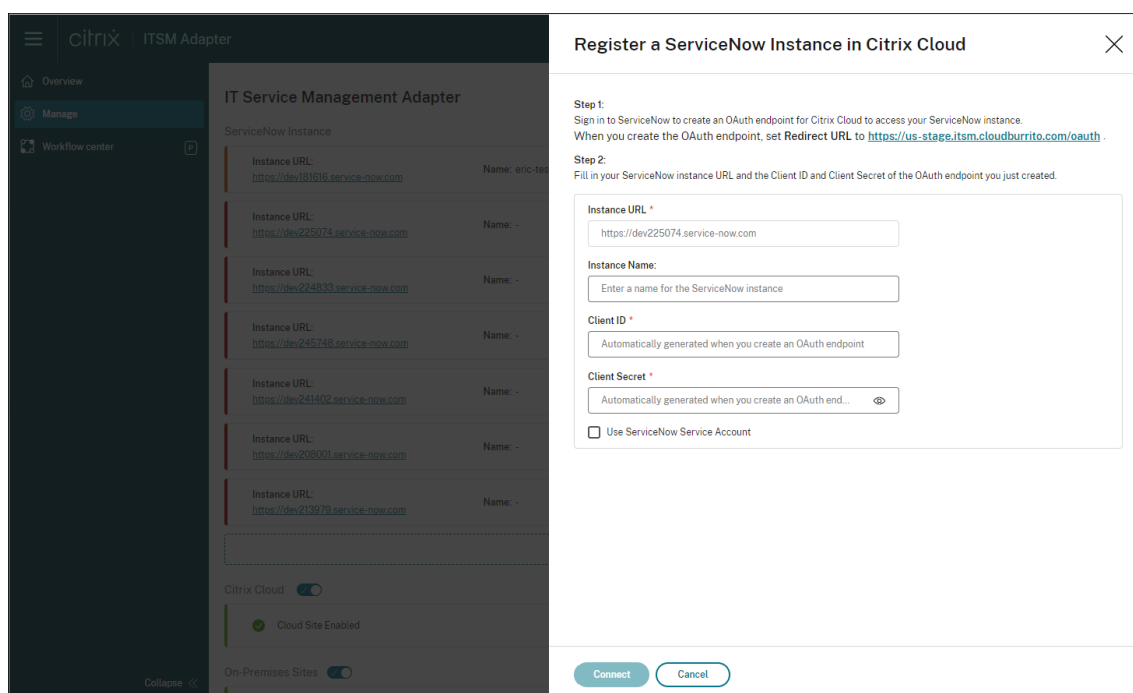 citrix | ITSM Adapter
Overview
Manage
Workflow center P
Collapse
IT Service Management Adapter
ServiceNow Instance
Instance URL:
https://dev181616.service-now.com
Name: eric-tes
Instance URL:
https://dev225074.service-now.com
Name: -
Instance URL:
https://dev224833.service-now.com
Name: -
Instance URL:
https://dev245748.service-now.com
Name: -
Instance URL:
https://dev241402.service-now.com
Name: -
Instance URL:
https://dev208001.service-now.com
Name: -
Instance URL:
https://dev213979.service-now.com
Name: -
Citrix Cloud
Cloud Site Enabled
On-Premises Sites
Register a ServiceNow Instance in Citrix Cloud
Step 1:
Sign in to ServiceNow to create an OAuth endpoint for Citrix Cloud to access your ServiceNow instance.
When you create the OAuth endpoint, set Redirect URL to https://us-stage.itsm.cloudburrito.com/oauth .
Step 2:
Fill in your ServiceNow instance URL and the Client ID and Client Secret of the OAuth endpoint you just created.
Instance URL *
https://dev225074.service-now.com
Instance Name:
Enter a name for the ServiceNow instance
Client ID *
Automatically generated when you create an OAuth endpoint
Client Secret *
Automatically generated when you create an OAuth end...
Use ServiceNow Service Account
Connect
Cancel